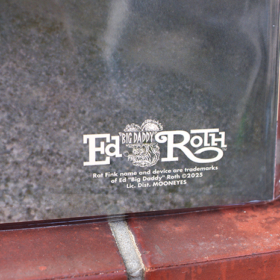 Ed "BIG DADDY" ROTH
Rat Fink name and device are trademarks
of Ed "Big Daddy" Roth ©2025
Lic. Dist. MOONEYES